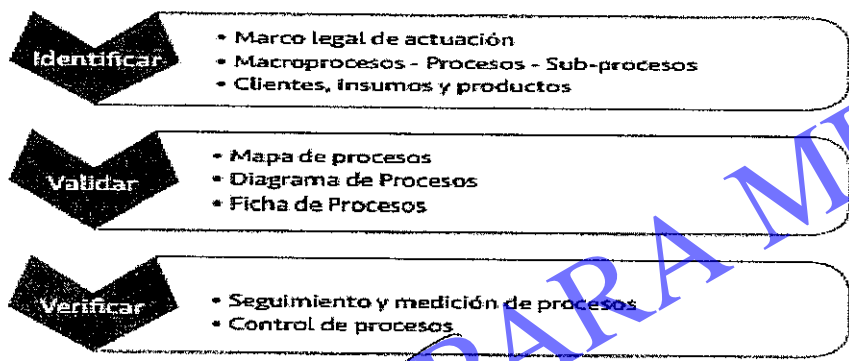 Identificar
• Marco legal de actuación
• Macroprocesos - Procesos - Sub-procesos
• Clientes, insumos y productos
Validar
• Mapa de procesos
• Diagrama de Procesos
• Ficha de Procesos
Verificar
• Seguimiento y medición de procesos
• Control de procesos
PARA